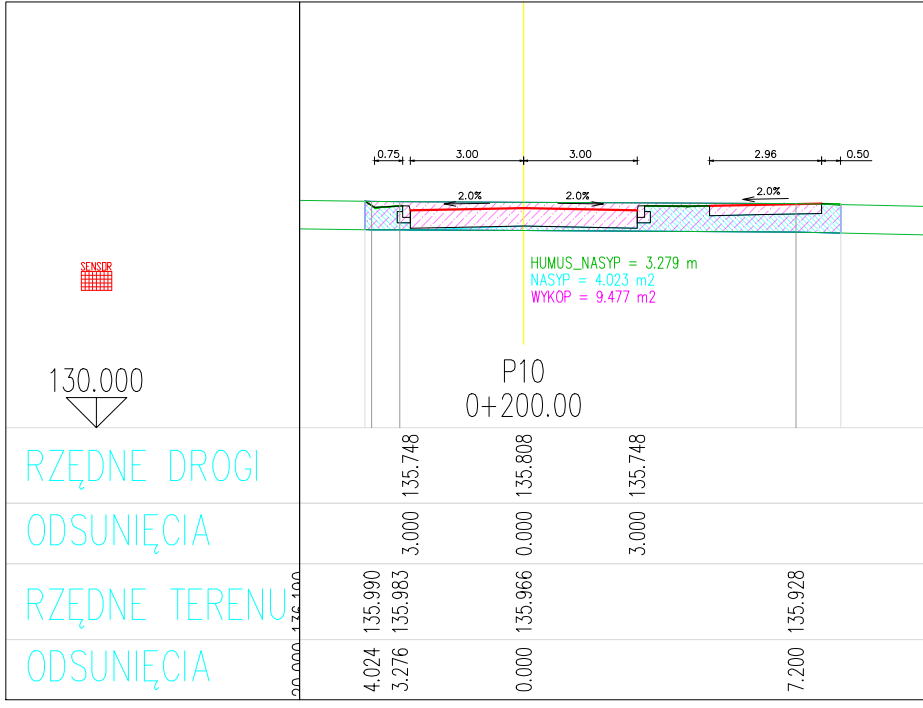 0.75 3.00 3.00 2.96 0.50
2.0% 2.0% 2.0%
SENSOR
HUMUS_NASYP = 3.279 m
NASYP = 4.023 m2
WYKOP = 9.477 m2
130.000
P10
0+200.00
RZĘDNE DROGI 135.748 135.808 135.748
ODSUNIĘCIA 3.000 0.000 3.000
RZĘDNE TERENU 135.990 135.983 135.966 135.928
ODSUNIĘCIA 4.024 3.276 0.000 7.200